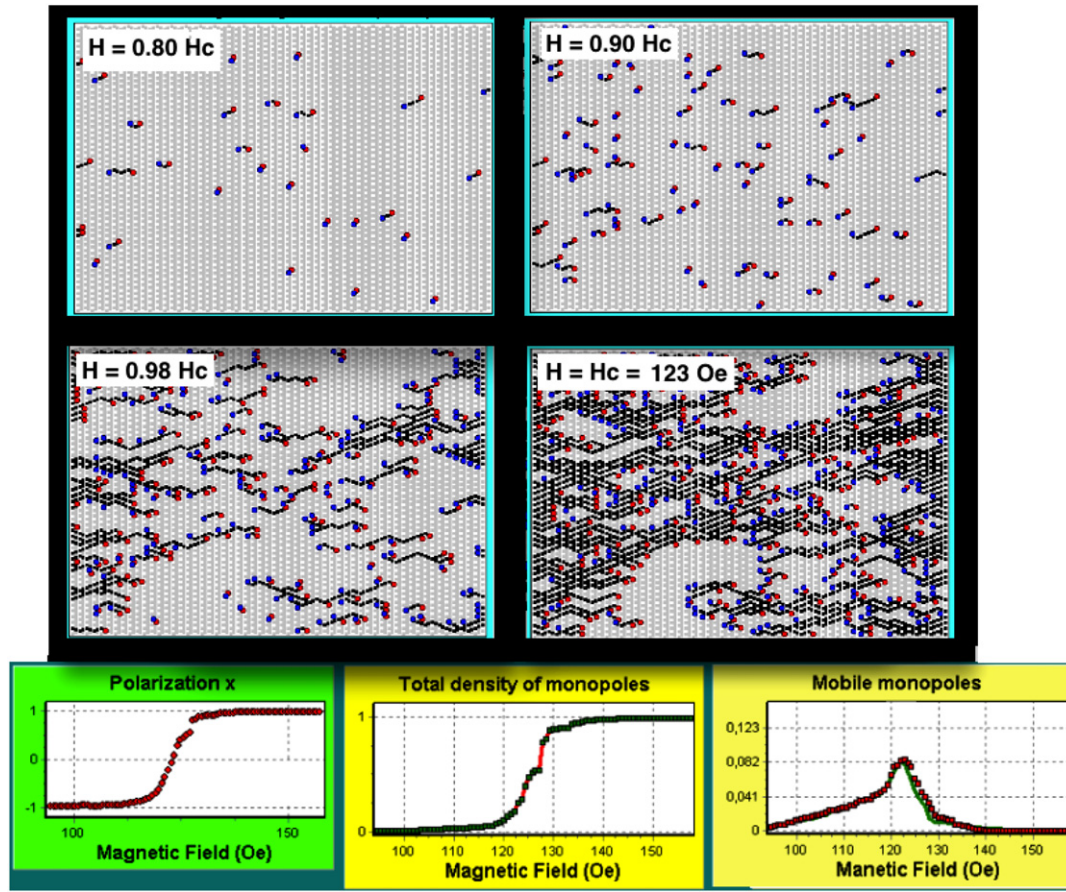 H = 0.80 Hc
H = 0.90 Hc
H = 0.98 Hc
H = Hc = 123 Oe
Polarization x
1
0
-1
100
150
Magnetic Field (Oe)
Total density of monopoles
1
0
100
110
120
130
140
150
Magnetic Field (Oe)
Mobile monopoles
0,123
0,082
0,041
0
100
110
120
130
140
150
Manetic Field (Oe)